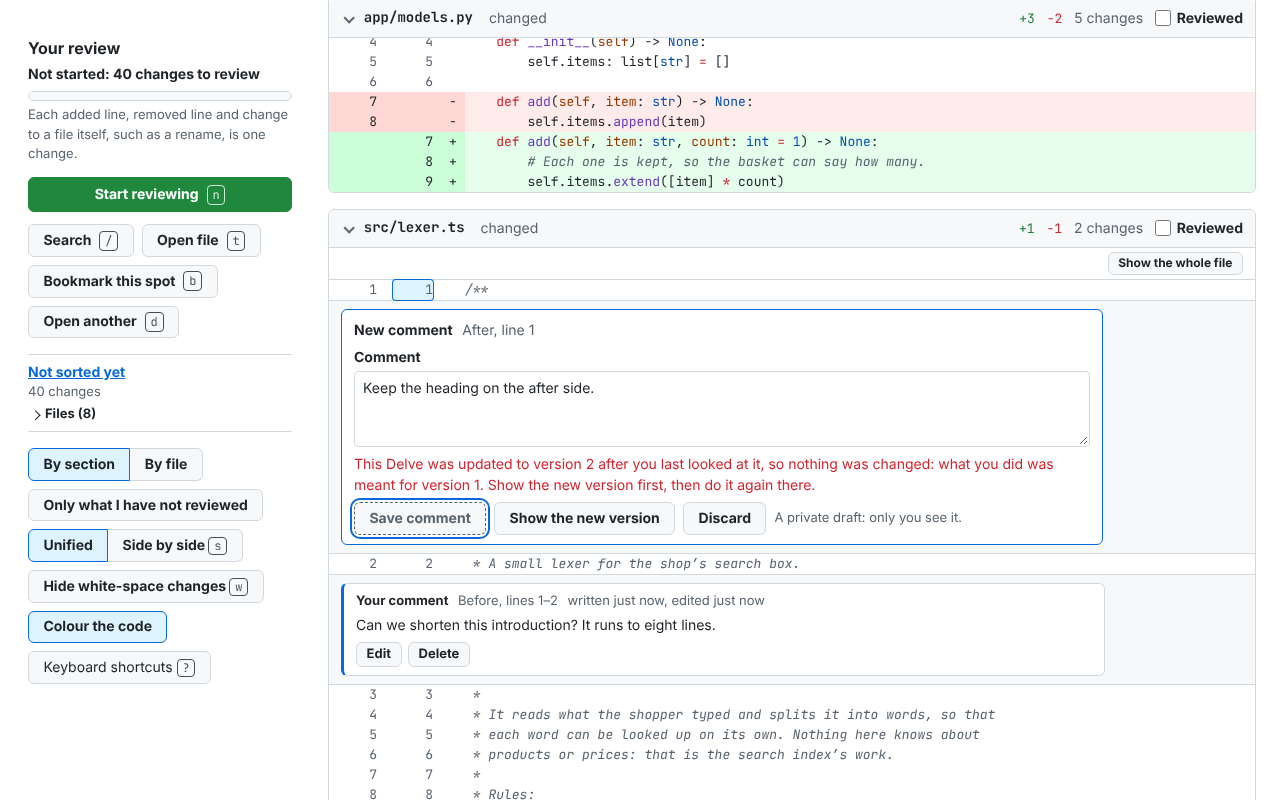 Your review
Not started: 40 changes to review
Each added line, removed line and change
to a file itself, such as a rename, is one
change.
Start reviewing n
Search / Open file t
Bookmark this spot b
Open another d
Not sorted yet
40 changes
Files (8)
By section By file
Only what I have not reviewed
Unified Side by side s
Hide white-space changes w
Colour the code
Keyboard shortcuts ?
app/models.py changed +3 -2 5 changes Reviewed
4 4 def __init__(self) -> None:
5 5 self.items: list[str] = []
6 6
7 - def add(self, item: str) -> None:
8 - self.items.append(item)
7 + def add(self, item: str, count: int = 1) -> None:
8 + # Each one is kept, so the basket can say how many.
9 + self.items.extend([item] * count)
src/lexer.ts changed +1 -1 2 changes Reviewed
Show the whole file
1 1 /**
New comment After, line 1
Comment
Keep the heading on the after side.
This Delve was updated to version 2 after you last looked at it, so nothing was changed: what you did was
meant for version 1. Show the new version first, then do it again there.
Save comment Show the new version Discard A private draft: only you see it.
2 2 * A small lexer for the shop’s search box.
Your comment Before, lines 1–2 written just now, edited just now
Can we shorten this introduction? It runs to eight lines.
Edit Delete
3 3 *
4 4 * It reads what the shopper typed and splits it into words, so that
5 5 * each word can be looked up on its own. Nothing here knows about
6 6 * products or prices: that is the search index’s work.
7 7 *
8 8 * Rules: